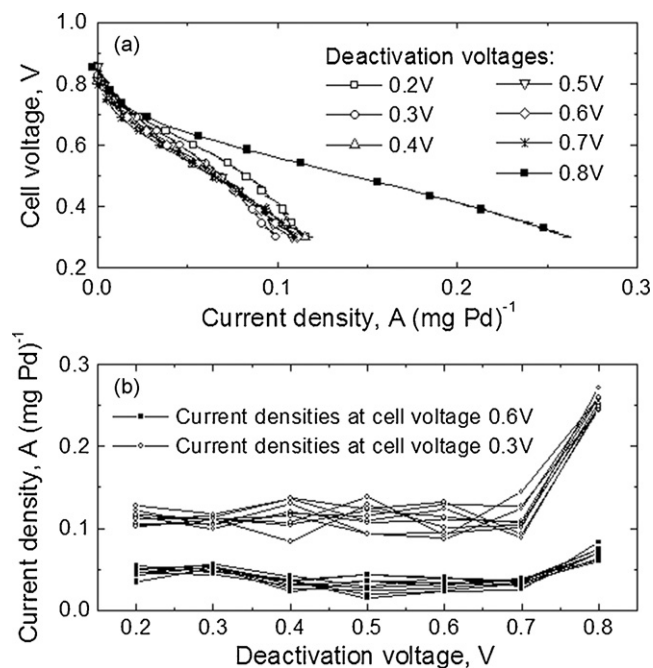 (a)
Deactivation voltages:
0.2V
0.3V
0.4V
0.5V
0.6V
0.7V
0.8V
Cell voltage, V
1.0
0.8
0.6
0.4
0.2
0.0 0.1 0.2 0.3
Current density, A (mg Pd)⁻¹
(b)
Current densities at cell voltage 0.6V
Current densities at cell voltage 0.3V
Current density, A (mg Pd)⁻¹
0.3
0.2
0.1
0.0
0.2 0.3 0.4 0.5 0.6 0.7 0.8
Deactivation voltage, V